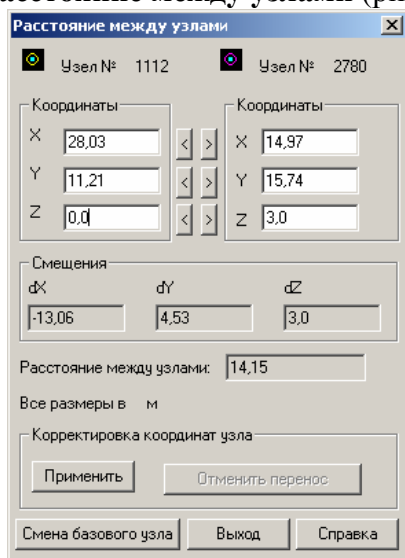 Расстояние между узлами
Узел № 1112 Узел № 2780
Координаты Координаты
X 28,03 < > X 14,97
Y 11,21 < > Y 15,74
Z 0,0 < > Z 3,0
Смещения
dX dY dZ
-13,06 4,53 3,0
Расстояние между узлами: 14,15
Все размеры в м
Корректировка координат узла
Применить Отменить перенос
Смена базового узла Выход Справка